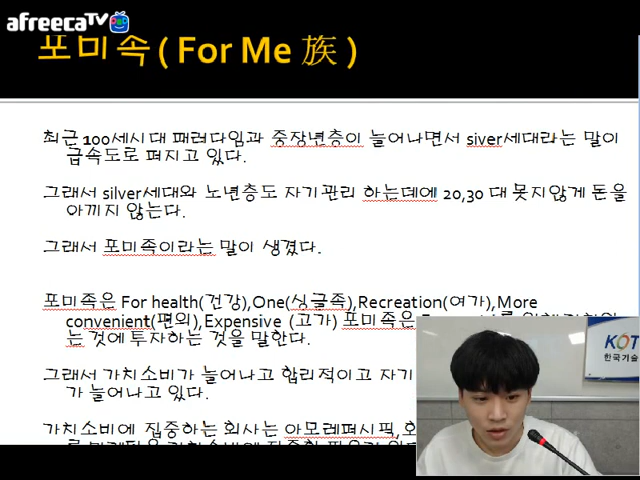 afreecaTV
포미속 ( For Me 族 )
최근 100세시대 패러다임과 중장년층이 늘어나면서 siver세대라는 말이
급속도로 펴지고 있다.
그래서 silver세대와 노년층도 자기관리 하는데에 20,30 대 못지않게 돈을
아끼지 않는다.
그래서 포미족이라는 말이 생겼다.
포미족은 For health(건강),One(싱글족),Recreation(여가),More
convenient(편의),Expensive (고가) 포미족은
는 것에 투자하는 것을 말한다.
그래서 가치소비가 늘어나고 합리적이고 자기
가 늘어나고 있다.
가치소비에 집중하는 회사는 아모레퍼시픽,
KOT
한국기술